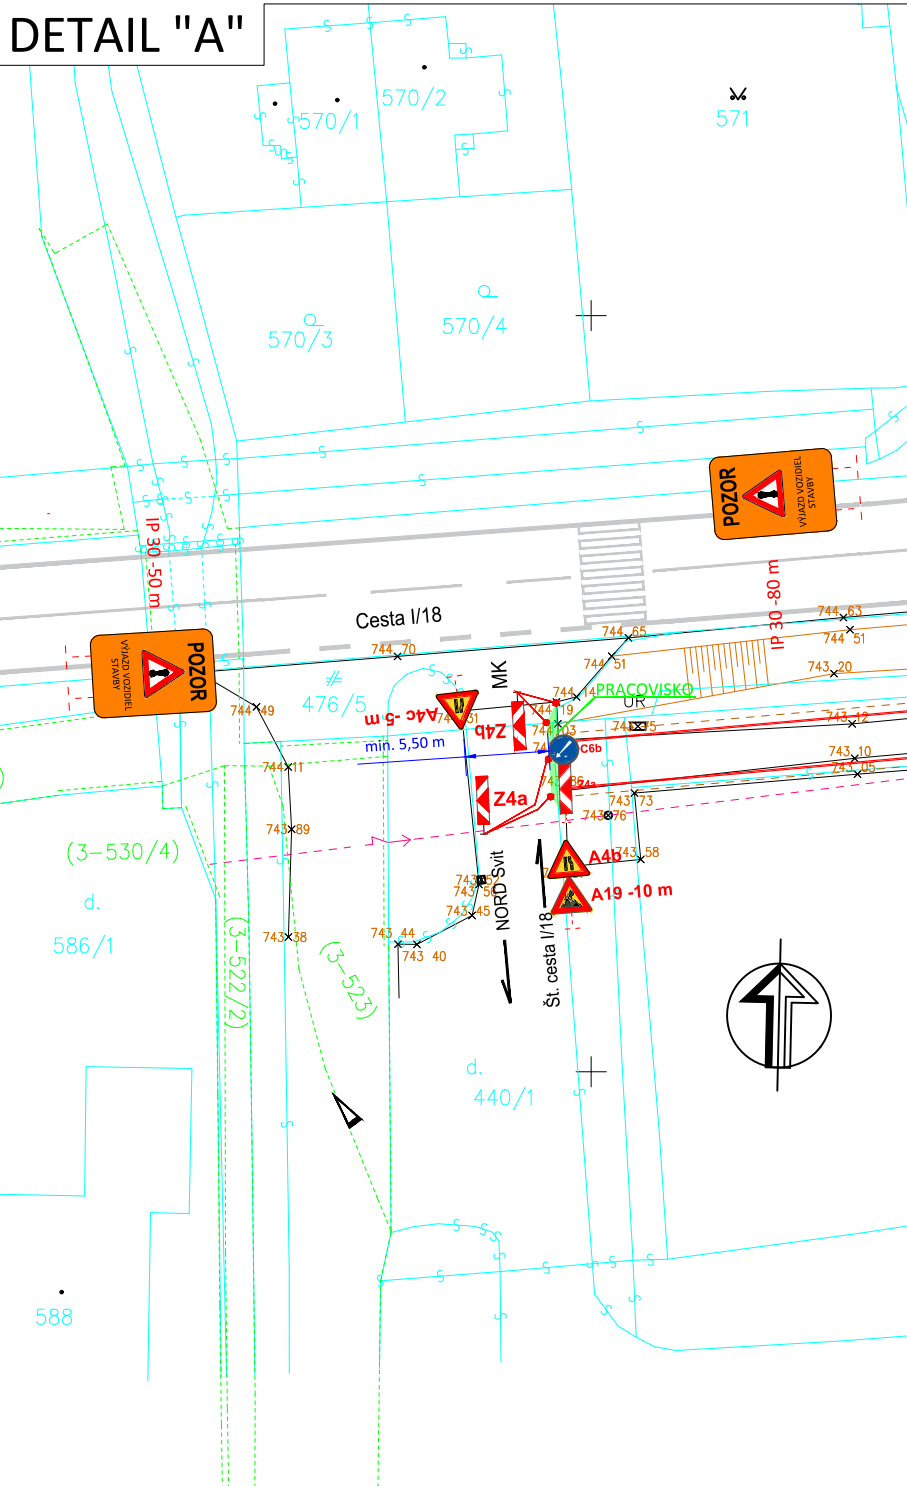 DETAIL "A"
570/1
570/2
571
570/3
570/4
POZOR
VÝJAZD VOZIDIEL
STAVBY
IP 30 -50 m
IP 30 -80 m
Cesta I/18
744 63
744 65
744 51
744 70
744 51
743 20
POZOR
VÝJAZD VOZIDIEL
STAVBY
MK
476/5
744 14
PRACOVISKO
UR
744 49
A4c -5 m
Z4b
min. 5,50 m
C6b
743 12
743 10
743 05
744 11
Z4a
Z4a
743 73
743 76
743 89
(3-530/4)
A4b
743 58
A19 -10 m
d.
586/1
743 45
743 44
743 40
743 38
NORD Svit
Št. cesta I/18
(3-522/2)
(3-523)
d.
440/1
588